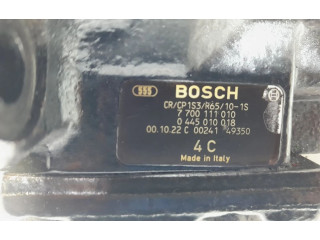 555 BOSCH
CR/CP1S3/R65/10-1S
7 700 111 010
0 445 010 018
00.10.22 C 00241 49350
4 C
Made in Italy